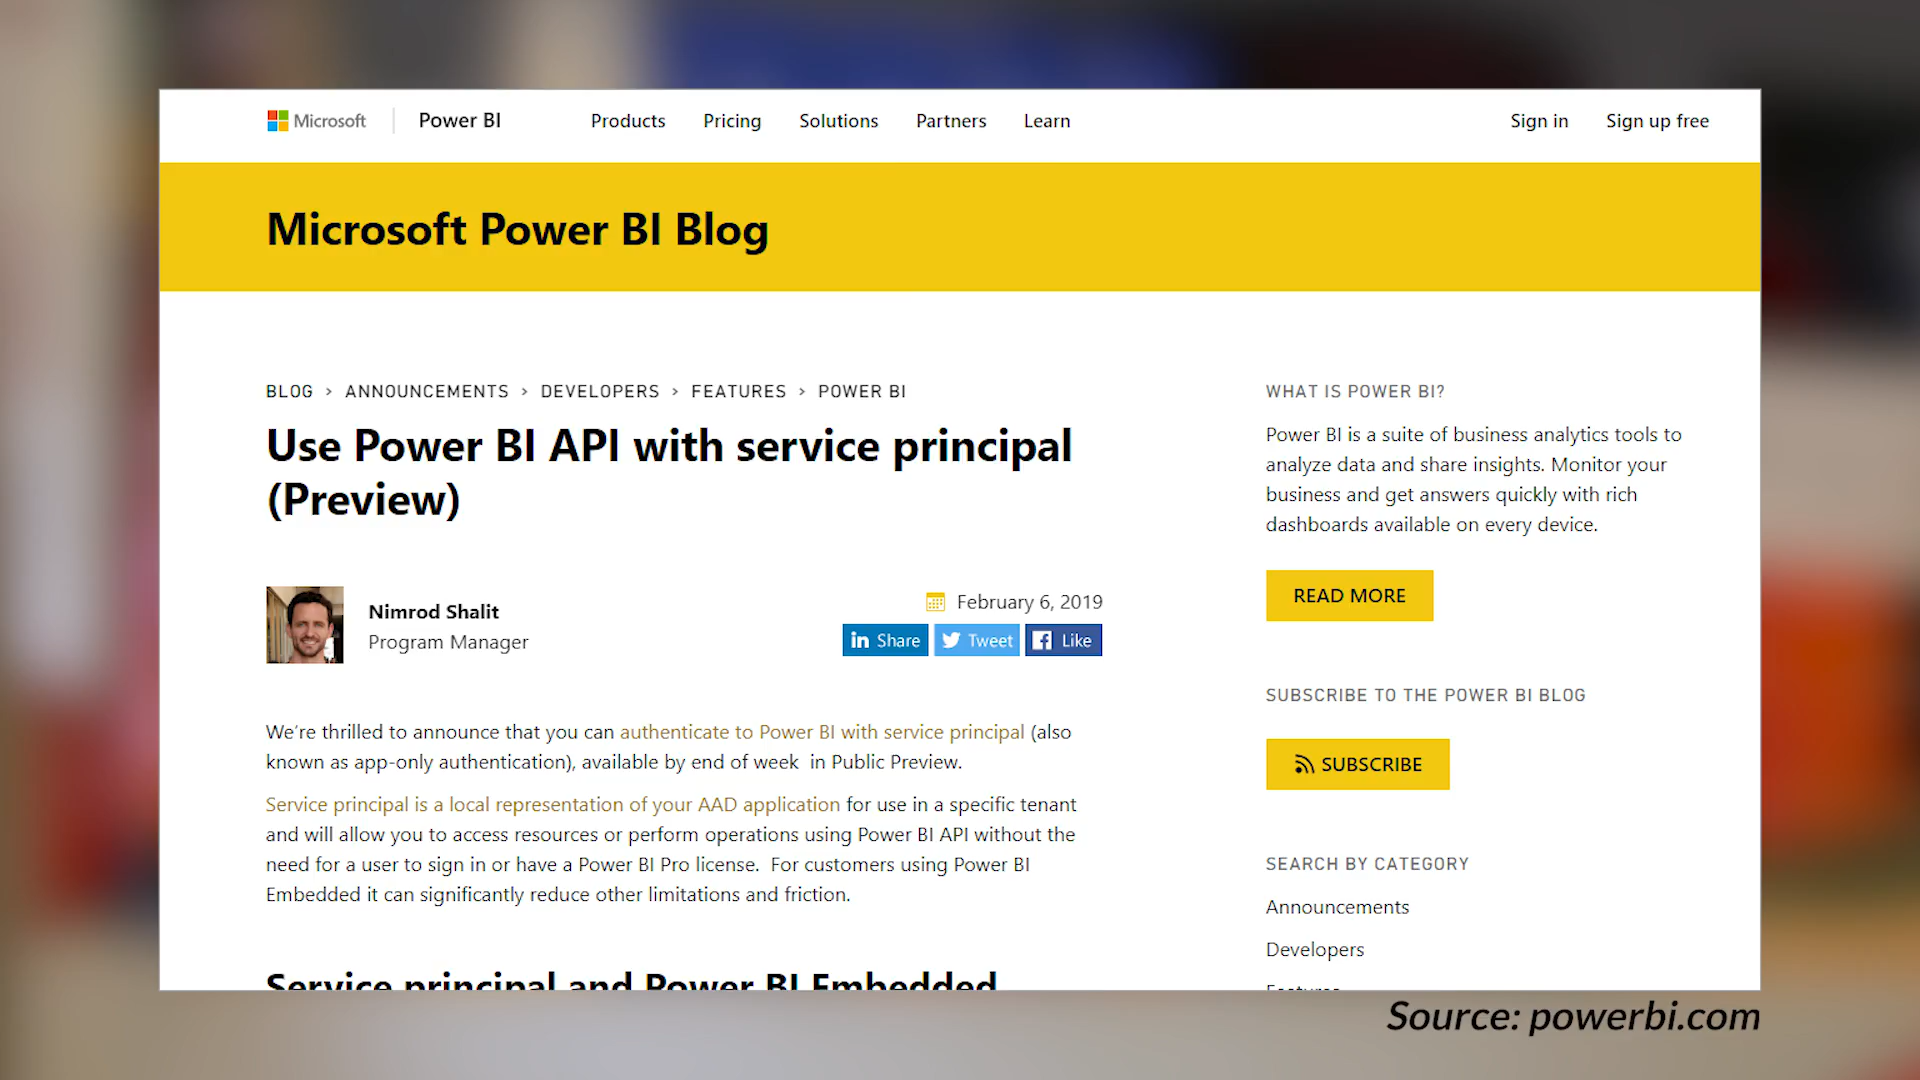 Microsoft Power BI Products Pricing Solutions Partners Learn Sign in Sign up free
Microsoft Power BI Blog
BLOG > ANNOUNCEMENTS > DEVELOPERS > FEATURES > POWER BI
Use Power BI API with service principal
(Preview)
Nimrod Shalit
Program Manager
February 6, 2019
in Share Tweet Like
We're thrilled to announce that you can authenticate to Power BI with service principal (also
known as app-only authentication), available by end of week in Public Preview.
Service principal is a local representation of your AAD application for use in a specific tenant
and will allow you to access resources or perform operations using Power BI API without the
need for a user to sign in or have a Power BI Pro license. For customers using Power BI
Embedded it can significantly reduce other limitations and friction.
Service principal and Power BI Embedded
WHAT IS POWER BI?
Power BI is a suite of business analytics tools to
analyze data and share insights. Monitor your
business and get answers quickly with rich
dashboards available on every device.
READ MORE
SUBSCRIBE TO THE POWER BI BLOG
SUBSCRIBE
SEARCH BY CATEGORY
Announcements
Developers
Features
Source: powerbi.com